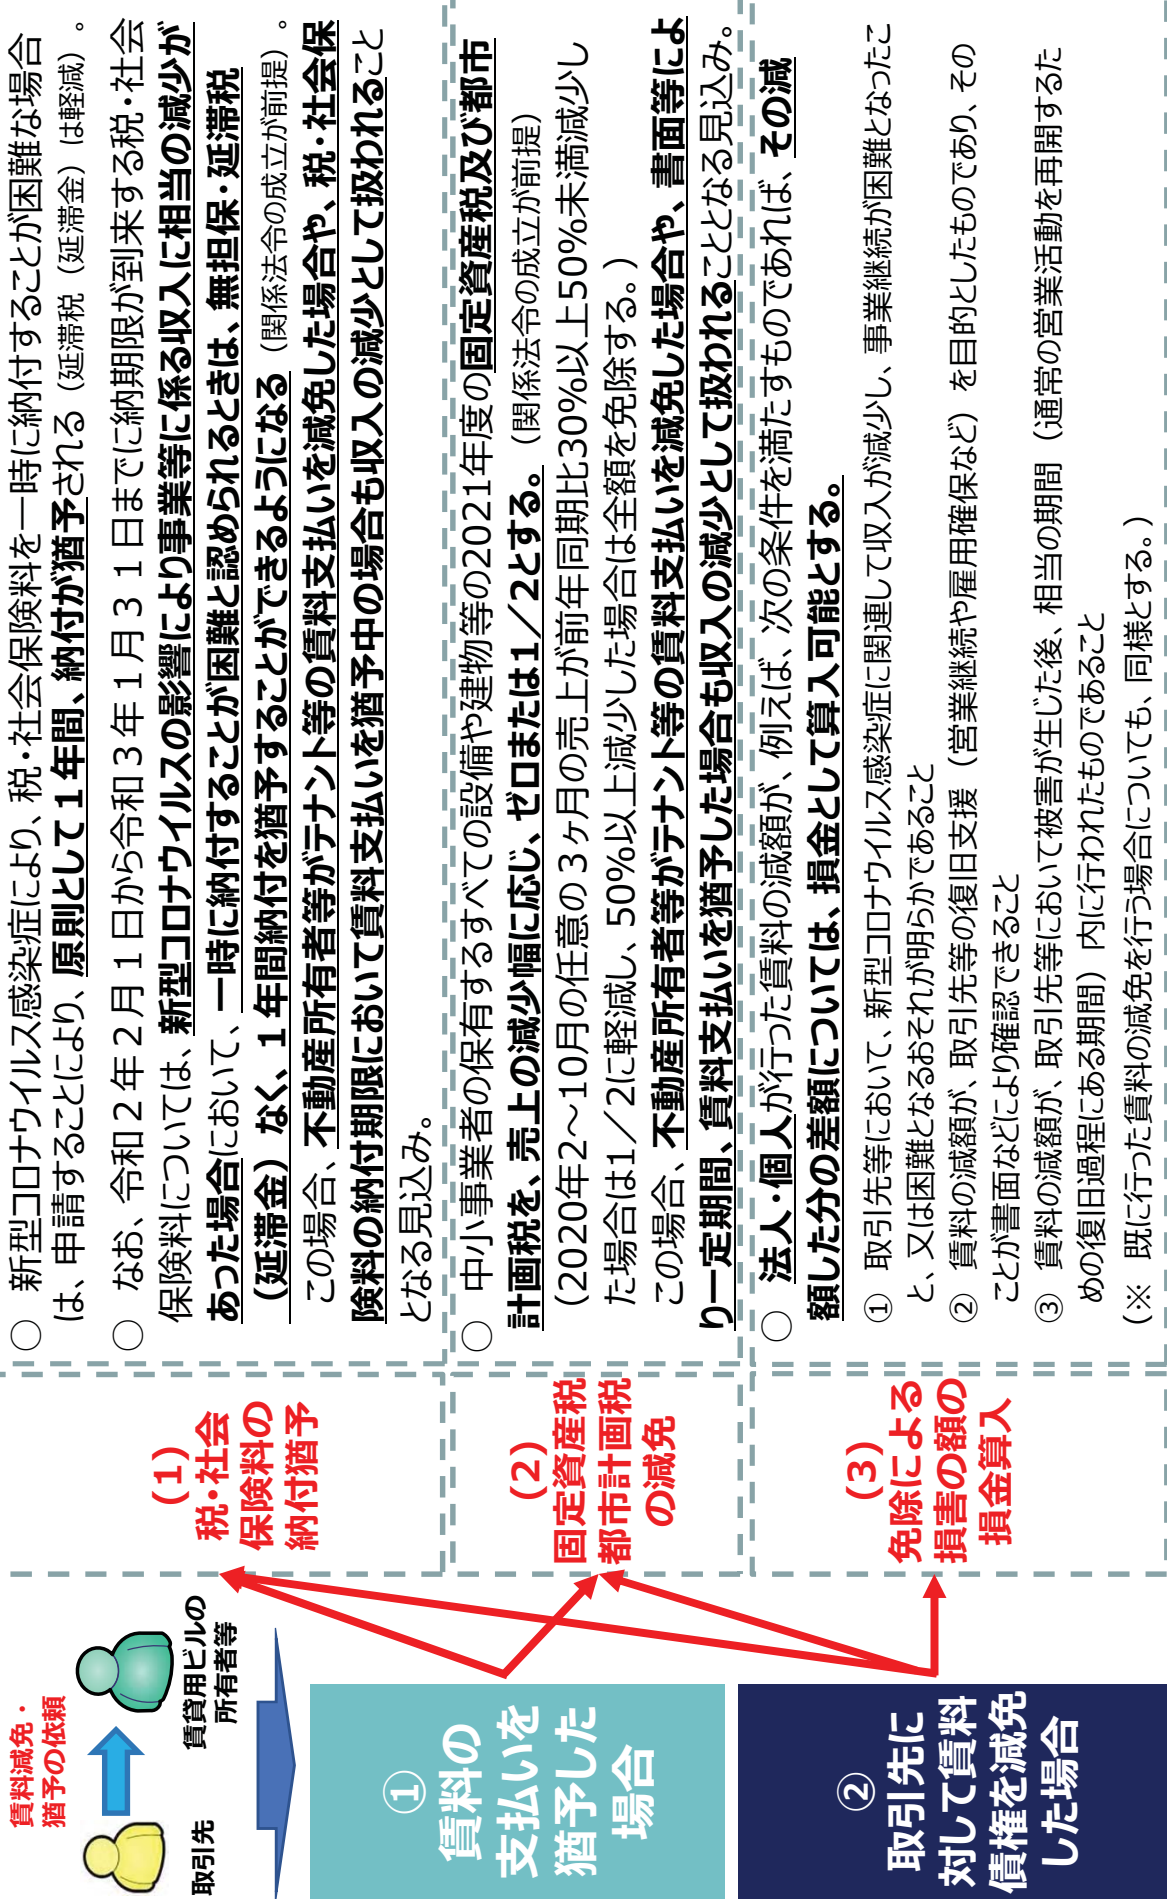 賃料減免・
猶予の依頼
取引先
賃貸用ビルの
所有者等
①
賃料の
支払いを
猶予した
場合
②
取引先に
対して賃料
債権を減免
した場合
(1)
税・社会
保険料の
納付猶予
○ 新型コロナウイルス感染症により、税・社会保険料を一時に納付することが困難な場合
は、申請することにより、原則として１年間、納付が猶予される（延滞税（延滞金）は軽減）。
○ なお、令和２年２月１日から令和３年１月３１日までに納期限が到来する税・社会
保険料については、新型コロナウイルスの影響により事業等に係る収入に相当の減少が
あった場合において、一時に納付することが困難と認められるときは、無担保・延滞税
（延滞金）なく、１年間納付を猶予することができるようになる（関係法令の成立が前提）。
この場合、不動産所有者等がテナント等の賃料支払いを減免した場合や、税・社会保
険料の納付期限において賃料支払いを猶予中の場合も収入の減少として扱われること
となる見込み。
(2)
固定資産税
都市計画税
の減免
○ 中小事業者の保有するすべての設備や建物等の2021年度の固定資産税及び都市
計画税を、売上の減少幅に応じ、ゼロまたは１／２とする。（関係法令の成立が前提）
（2020年２～10月の任意の３ヶ月の売上が前年同期比30％以上50％未満減少し
た場合は１／２に軽減し、50％以上減少した場合は全額を免除する。）
この場合、不動産所有者等がテナント等の賃料支払いを減免した場合や、書面等によ
り一定期間、賃料支払いを猶予した場合も収入の減少として扱われることとなる見込み。
(3)
免除による
損害の額の
損金算入
○ 法人・個人が行った賃料の減額が、例えば、次の条件を満たすものであれば、その減
額した分の差額については、損金として算入可能とする。
① 取引先等において、新型コロナウイルス感染症に関連して収入が減少し、事業継続が困難となったこ
と、又は困難となるおそれが明らかであること
② 賃料の減額が、取引先等の復旧支援（営業継続や雇用確保など）を目的としたものであり、その
ことが書面などにより確認できること
③ 賃料の減額が、取引先等において被害が生じた後、相当の期間（通常の営業活動を再開するた
めの復旧過程にある期間）内に行われたものであること
（※ 既に行った賃料の減免を行う場合についても、同様とする。）